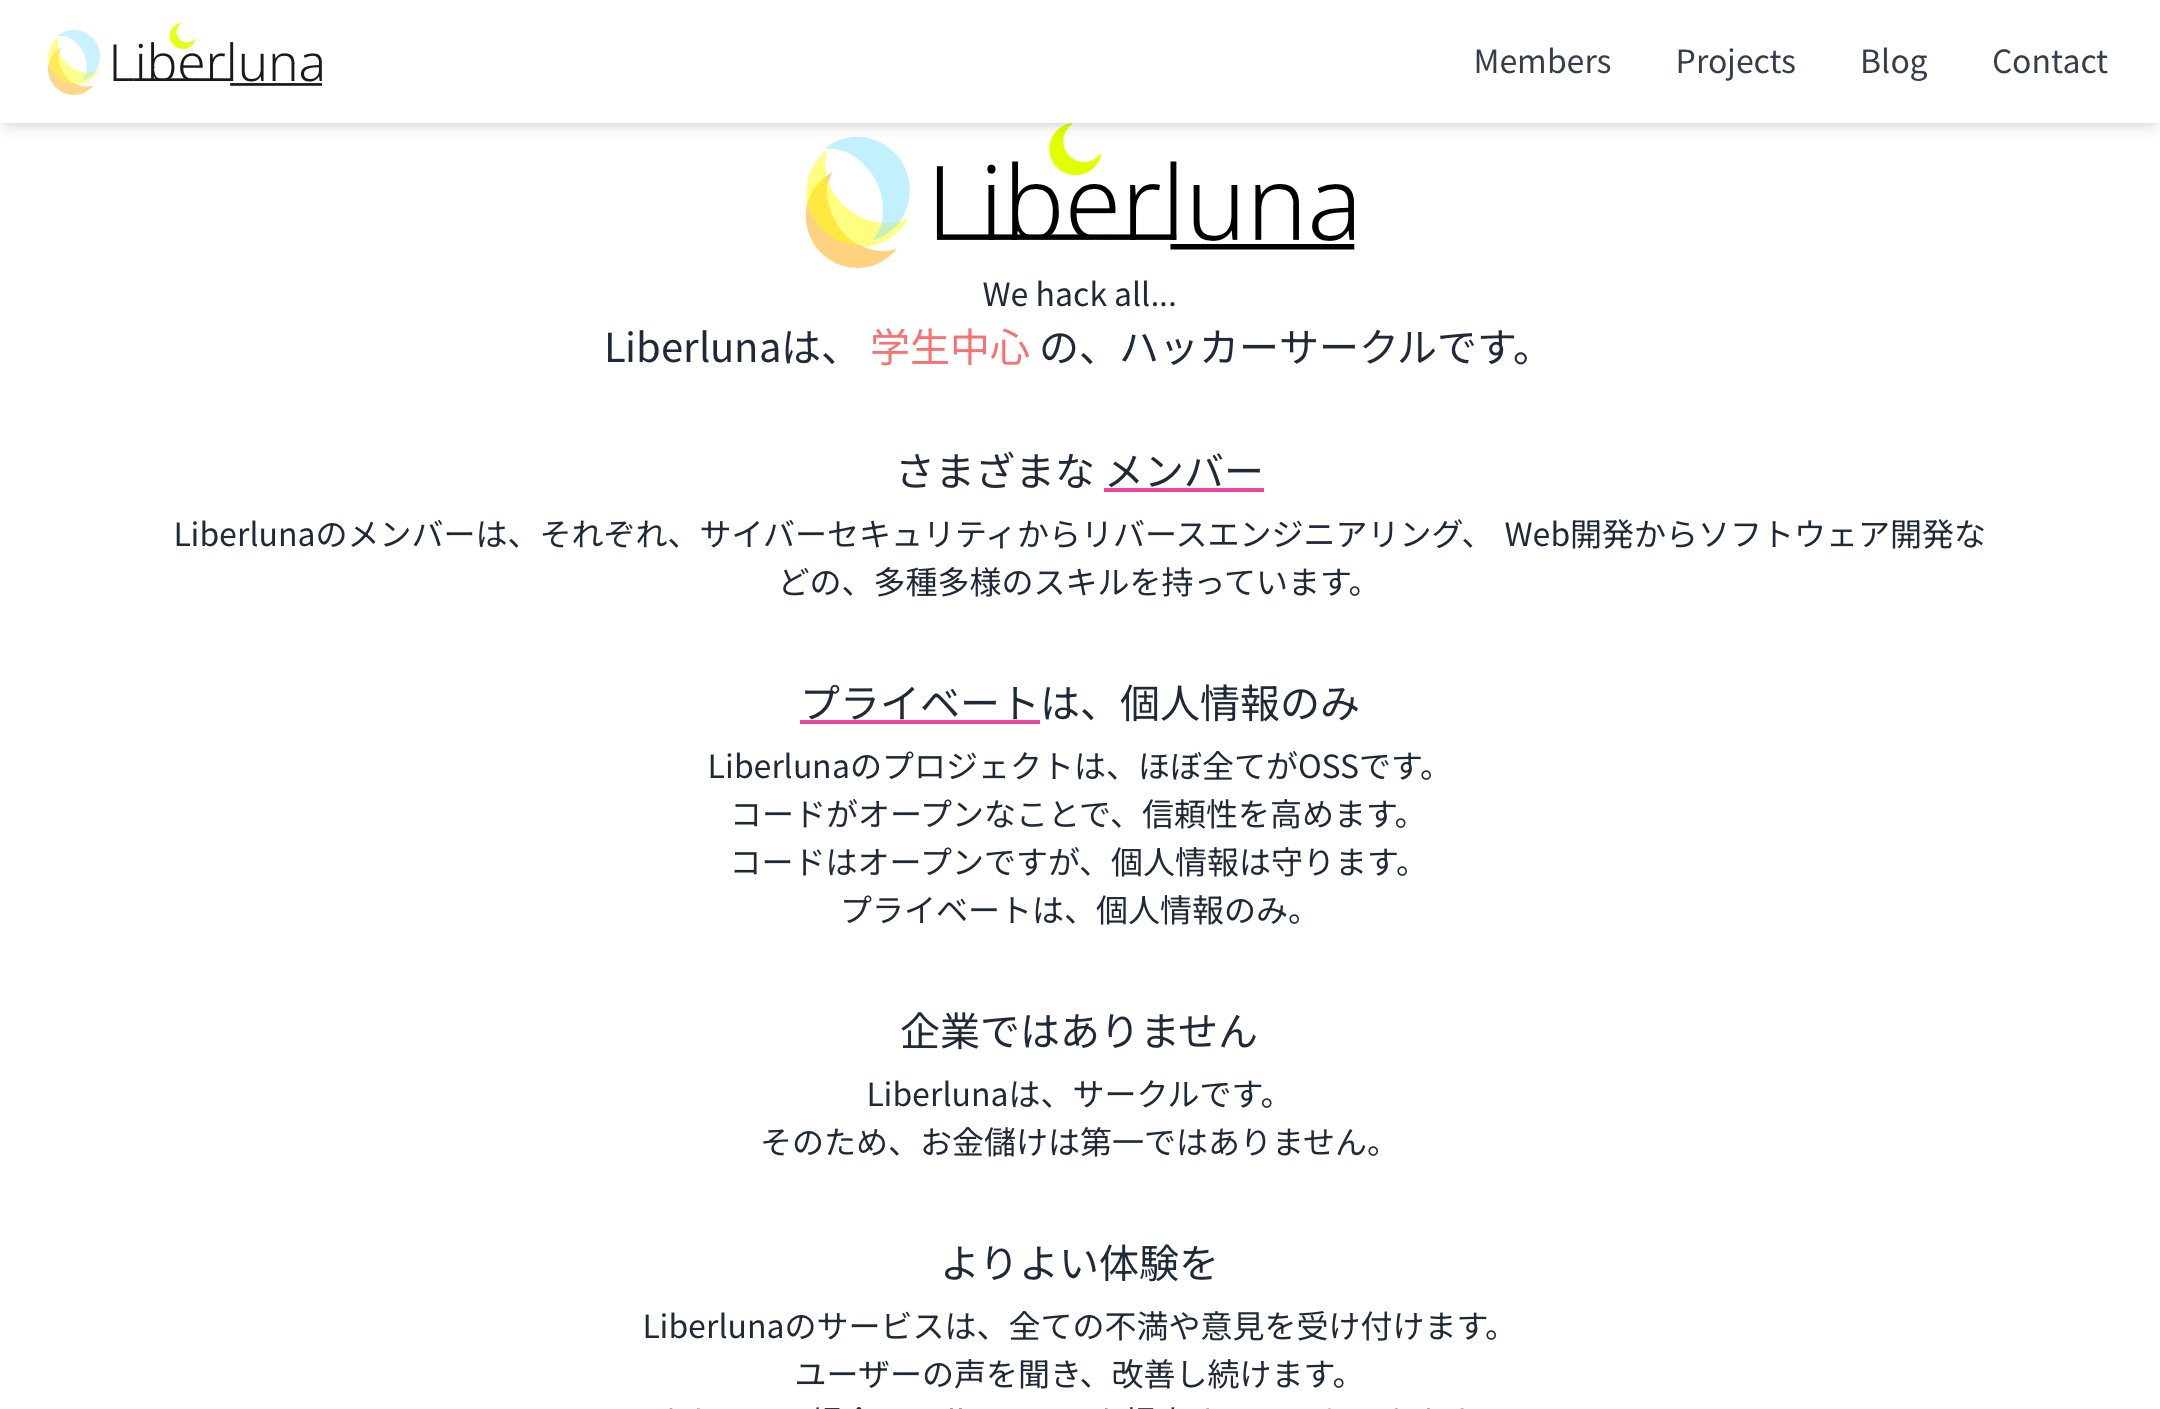 Liberluna
Members Projects Blog Contact
Liberluna
We hack all...
Liberlunaは、 学生中心 の、ハッカーサークルです。
さまざまな メンバー
Liberlunaのメンバーは、それぞれ、サイバーセキュリティからリバースエンジニアリング、 Web開発からソフトウェア開発な
どの、多種多様のスキルを持っています。
プライベートは、個人情報のみ
Liberlunaのプロジェクトは、ほぼ全てがOSSです。
コードがオープンなことで、信頼性を高めます。
コードはオープンですが、個人情報は守ります。
プライベートは、個人情報のみ。
企業ではありません
Liberlunaは、サークルです。
そのため、お金儲けは第一ではありません。
よりよい体験を
Liberlunaのサービスは、全ての不満や意見を受け付けます。
ユーザーの声を聞き、改善し続けます。